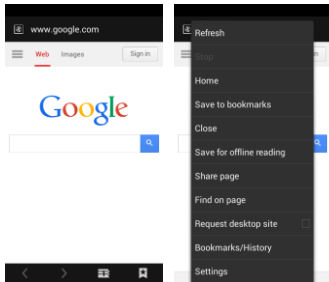 www.google.com
Web Images Sign in
Google
Refresh
Stop
Home
Save to bookmarks
Close
Save for offline reading
Share page
Find on page
Request desktop site
Bookmarks/History
Settings